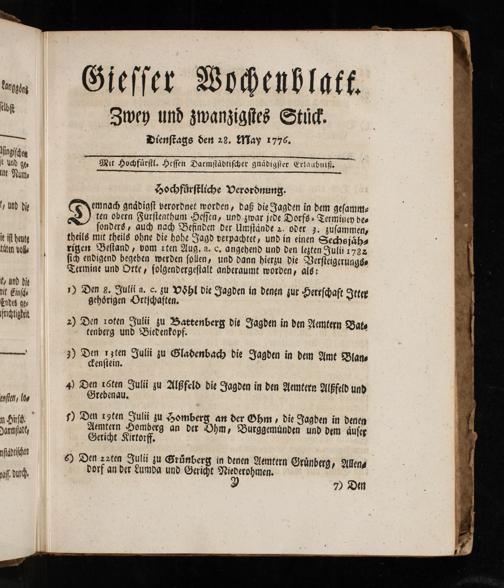 Langgöns
selbst
Giesser Wochenblatt.
Zwey und zwanzigstes Stück.
Dienstags den 28. May 1776.
Mit Hochfürstl. Hessen Darmstädtischer gnädigster Erlaubniß.
Hochfürstliche Verordnung.
Demnach gnädigst verordnet worden, daß die Jagden in dem gesamm-
ten obern Fürstenthum Hessen, und zwar jede Dorfs-Terminey be-
sonders, auch nach Befinden der Umstände 2. oder 3. zusammen,
theils mit theils ohne die hohe Jagd verpachtet, und in einen Sechsjäh-
rigen Bestand, vom 1ten Aug. a. c. angehend und den lezten Julii 1782
sich endigend begeben werden sollen, und dann hierzu die Versteigerungs-
Termine und Orte, folgendergestalt anberaumt worden, als:
1) Den 8. Julii a. c. zu Vöhl die Jagden in denen zur Herrschaft Itter
gehörigen Ortschaften.
2) Den 10ten Julii zu Battenberg die Jagden in den Aemtern Bat-
tenberg und Biedenkopf.
3) Den 13ten Julii zu Gladenbach die Jagden in dem Amt Blan-
ckenstein.
4) Den 16ten Julii zu Alßfeld die Jagden in den Aemtern Alßfeld und
Grebenau.
5) Den 19ten Julii zu Homberg an der Ohm, die Jagden in denen
Aemtern Homberg an der Ohm, Burggemünden und dem äuser
Gericht Kirtorff.
6) Den 22ten Julii zu Grünberg in denen Aemtern Grünberg, Allen-
dorf an der Lumda und Gericht Niederohmen.
Y
7) Den